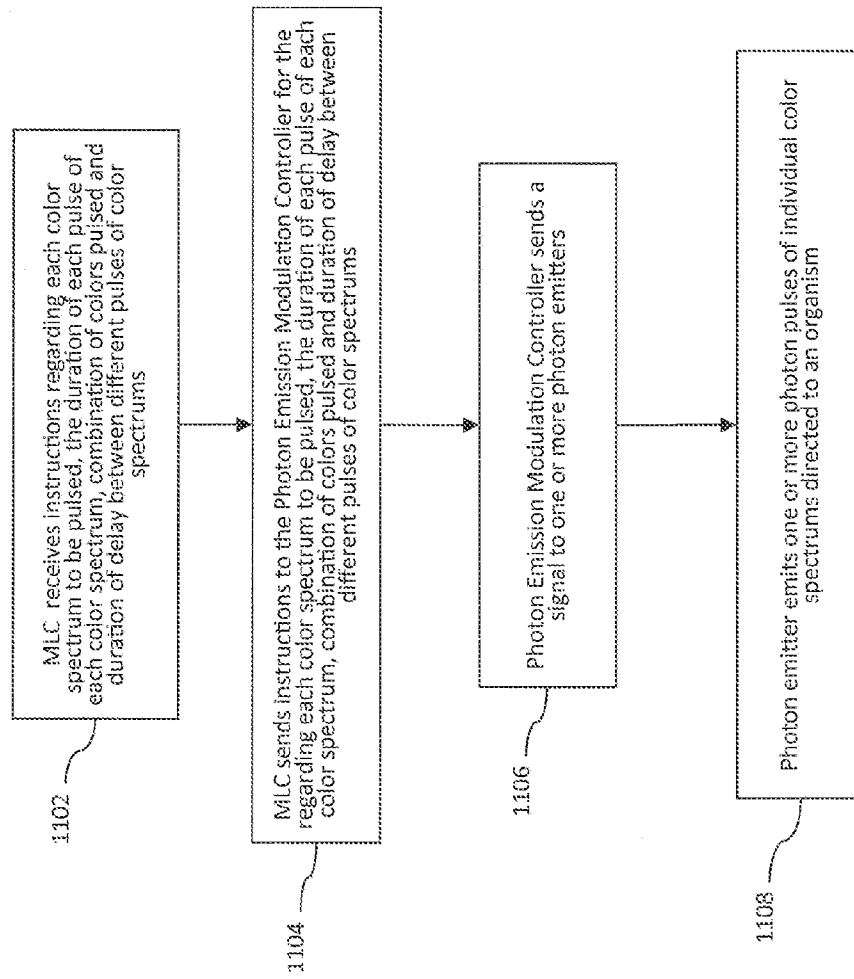 MLC receives instructions regarding each color
spectrum to be pulsed, the duration of each pulse of
each color spectrum, combination of colors pulsed and
duration of delay between different pulses of color
spectrums
1102
MLC sends instructions to the Photon Emission Modulation Controller for the
regarding each color spectrum to be pulsed, the duration of each pulse of each
color spectrum, combination of colors pulsed and duration of delay between
different pulses of color spectrums
1104
Photon Emission Modulation Controller sends a
signal to one or more photon emitters
1106
Photon emitter emits one or more photon pulses of individual color
spectrums directed to an organism
1108